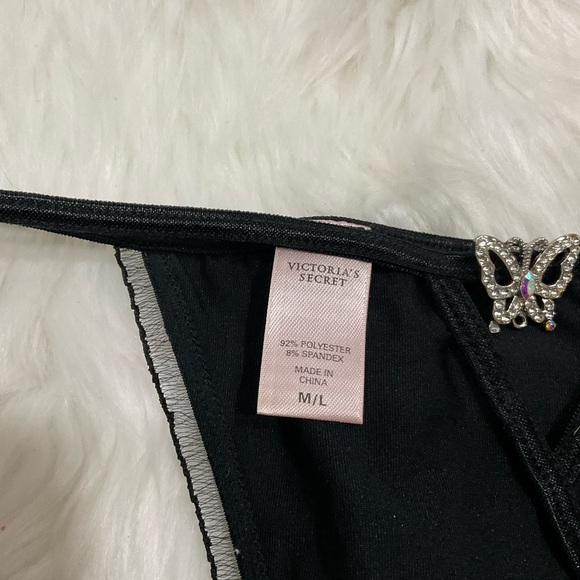 VICTORIA'S
SECRET
92% POLYESTER
8% SPANDEX
MADE IN
CHINA
M/L